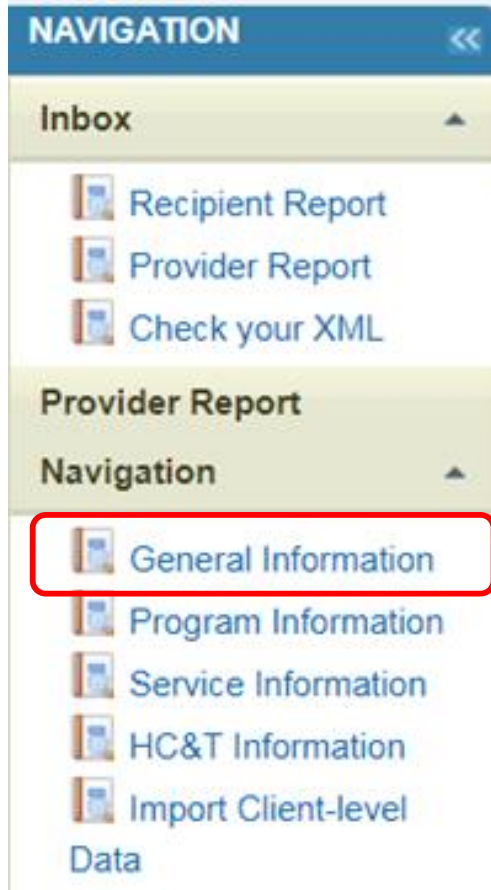 NAVIGATION
Inbox
Recipient Report
Provider Report
Check your XML
Provider Report
Navigation
General Information
Program Information
Service Information
HC&T Information
Import Client-level
Data